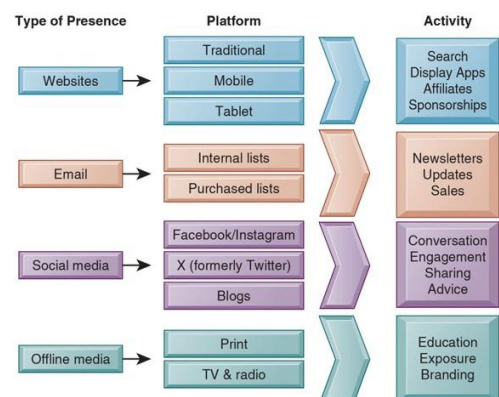 Type of Presence
Platform
Activity
Websites
Traditional
Mobile
Tablet
Search
Display Apps
Affiliates
Sponsorships
Email
Internal lists
Purchased lists
Newsletters
Updates
Sales
Social media
Facebook/Instagram
X (formerly Twitter)
Blogs
Conversation
Engagement
Sharing
Advice
Offline media
Print
TV & radio
Education
Exposure
Branding